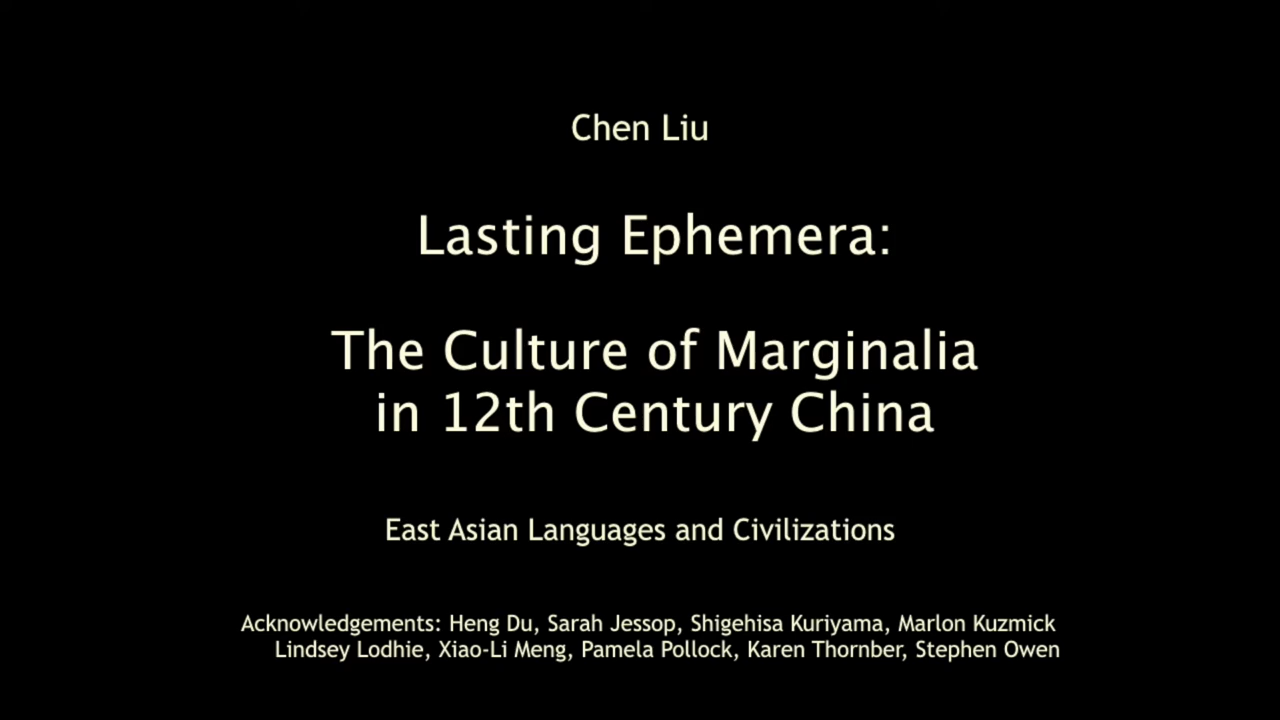 Chen Liu
Lasting Ephemera:
The Culture of Marginalia
in 12th Century China
East Asian Languages and Civilizations
Acknowledgements: Heng Du, Sarah Jessop, Shigehisa Kuriyama, Marlon Kuzmick
Lindsey Lodhie, Xiao-Li Meng, Pamela Pollock, Karen Thornber, Stephen Owen